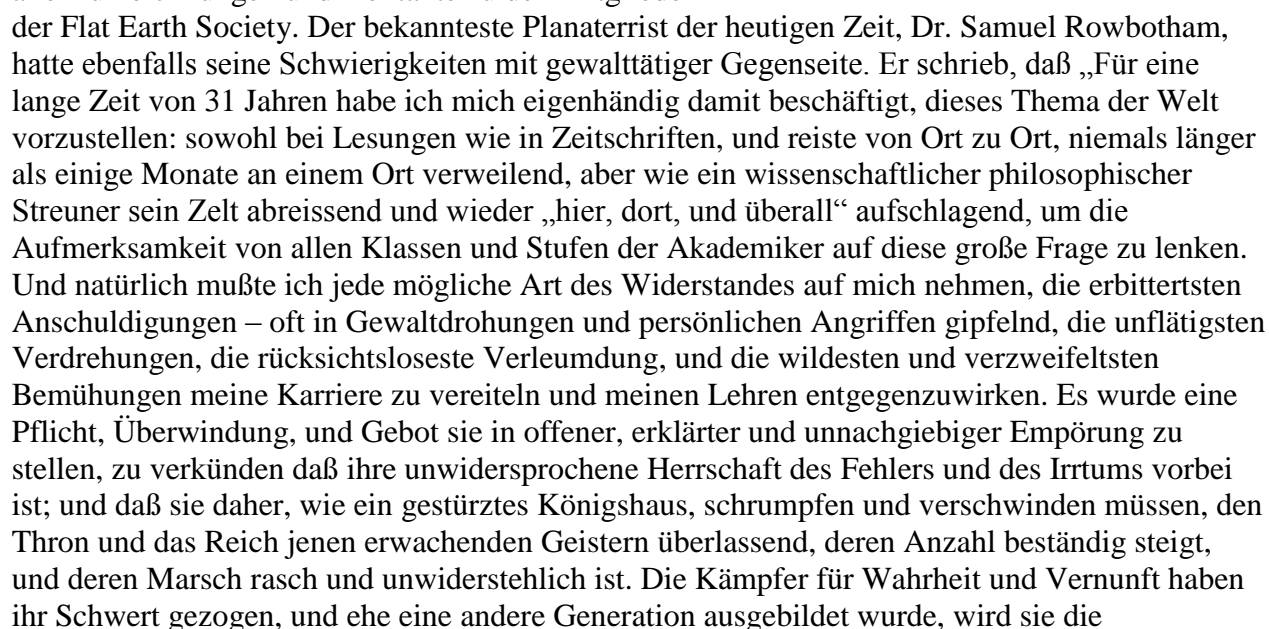 der Flat Earth Society. Der bekannteste Planaterrist der heutigen Zeit, Dr. Samuel Rowbotham,
hatte ebenfalls seine Schwierigkeiten mit gewalttätiger Gegenseite. Er schrieb, daß „Für eine
lange Zeit von 31 Jahren habe ich mich eigenhändig damit beschäftigt, dieses Thema der Welt
vorzustellen: sowohl bei Lesungen wie in Zeitschriften, und reiste von Ort zu Ort, niemals länger
als einige Monate an einem Ort verweilend, aber wie ein wissenschaftlicher philosophischer
Streuner sein Zelt abreissend und wieder „hier, dort, und überall“ aufschlagend, um die
Aufmerksamkeit von allen Klassen und Stufen der Akademiker auf diese große Frage zu lenken.
Und natürlich mußte ich jede mögliche Art des Widerstandes auf mich nehmen, die erbittertsten
Anschuldigungen – oft in Gewaltdrohungen und persönlichen Angriffen gipfelnd, die unflätigsten
Verdrehungen, die rücksichtsloseste Verleumdung, und die wildesten und verzweifeltsten
Bemühungen meine Karriere zu vereiteln und meinen Lehren entgegenzuwirken. Es wurde eine
Pflicht, Überwindung, und Gebot sie in offener, erklärter und unnachgiebiger Empörung zu
stellen, zu verkünden daß ihre unwidersprochene Herrschaft des Fehlers und des Irrtums vorbei
ist; und daß sie daher, wie ein gestürztes Königshaus, schrumpfen und verschwinden müssen, den
Thron und das Reich jenen erwachenden Geistern überlassend, deren Anzahl beständig steigt,
und deren Marsch rasch und unwiderstehlich ist. Die Kämpfer für Wahrheit und Vernunft haben
ihr Schwert gezogen, und ehe eine andere Generation ausgebildet wurde, wird sie die